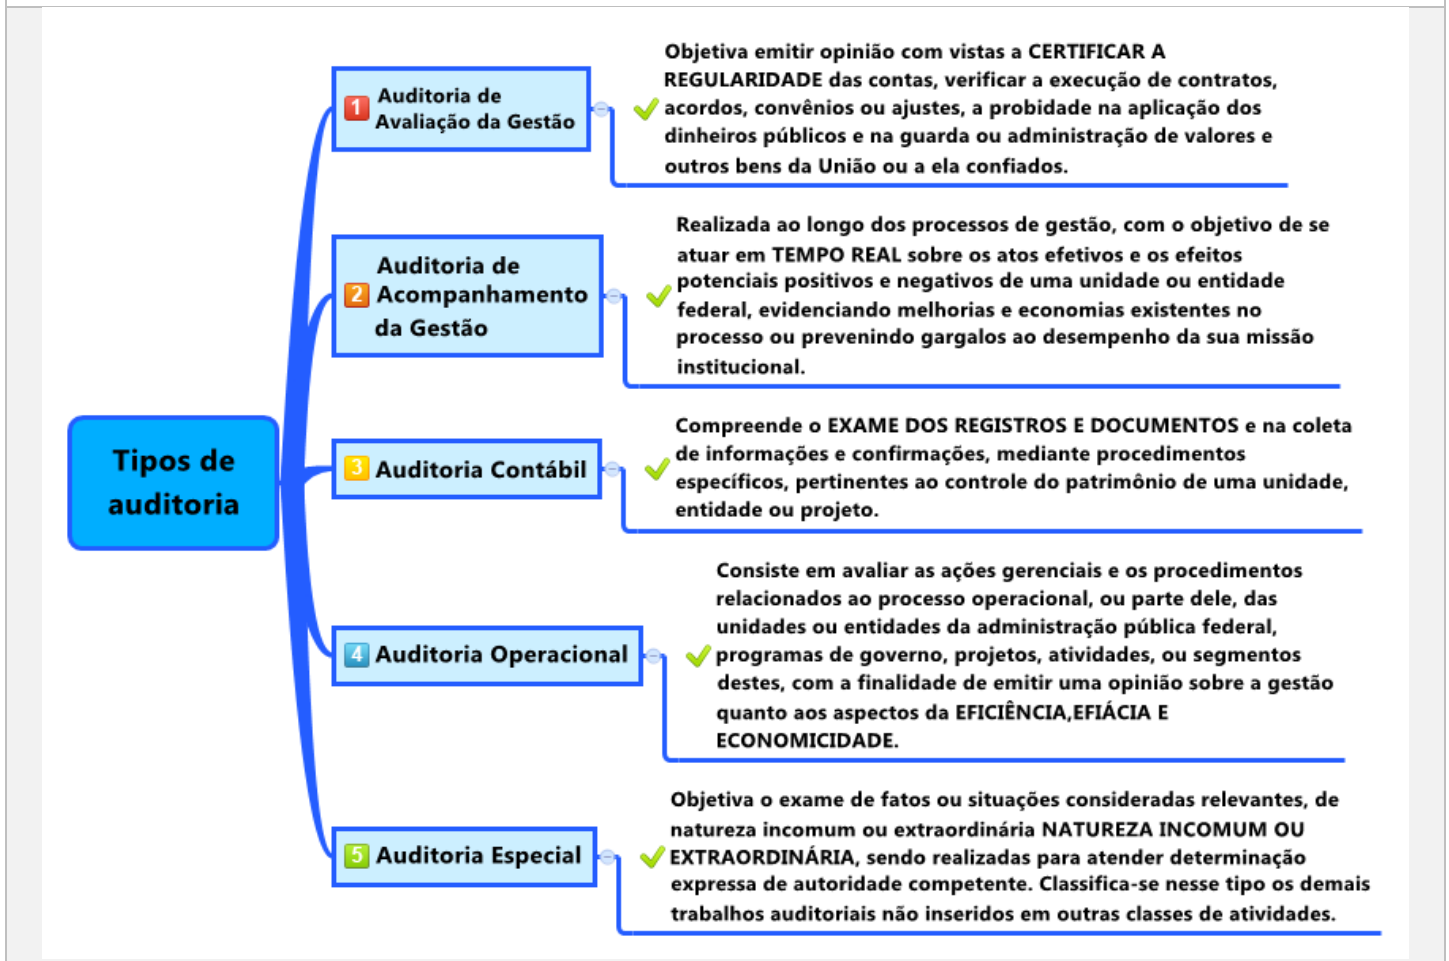 Tipos de
auditoria
1
Auditoria de
Avaliação da Gestão
Objetiva emitir opinião com vistas a CERTIFICAR A
REGULARIDADE das contas, verificar a execução de contratos,
acordos, convênios ou ajustes, a probidade na aplicação dos
dinheiros públicos e na guarda ou administração de valores e
outros bens da União ou a ela confiados.
2
Auditoria de
Acompanhamento
da Gestão
Realizada ao longo dos processos de gestão, com o objetivo de se
atuar em TEMPO REAL sobre os atos efetivos e os efeitos
potenciais positivos e negativos de uma unidade ou entidade
federal, evidenciando melhorias e economias existentes no
processo ou prevenindo gargalos ao desempenho da sua missão
institucional.
3
Auditoria Contábil
Compreende o EXAME DOS REGISTROS E DOCUMENTOS e na coleta
de informações e confirmações, mediante procedimentos
específicos, pertinentes ao controle do patrimônio de uma unidade,
entidade ou projeto.
4
Auditoria Operacional
Consiste em avaliar as ações gerenciais e os procedimentos
relacionados ao processo operacional, ou parte dele, das
unidades ou entidades da administração pública federal,
programas de governo, projetos, atividades, ou segmentos
destes, com a finalidade de emitir uma opinião sobre a gestão
quanto aos aspectos da EFICIÊNCIA,EFIÁCIA E
ECONOMICIDADE.
5
Auditoria Especial
Objetiva o exame de fatos ou situações consideradas relevantes, de
natureza incomum ou extraordinária NATUREZA INCOMUM OU
EXTRAORDINÁRIA, sendo realizadas para atender determinação
expressa de autoridade competente. Classifica-se nesse tipo os demais
trabalhos auditoriais não inseridos em outras classes de atividades.